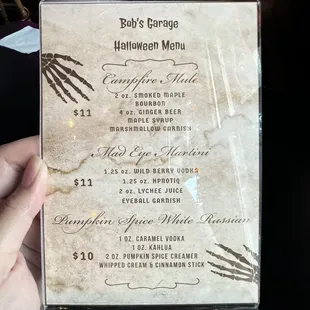 Bob's Garage
Halloween Menu
Campfire Mule
2 oz. Smoked Maple
Bourbon
$11
4 oz. Ginger Beer
Maple Syrup
Marshmallow Garnish
Mad Eye Martini
1.25 oz. Wild Berry Vodka
$11
1.25 oz. Hpnotiq
2 oz. Lychee Juice
Eyeball Garnish
Pumpkin Spice White Russian
1 oz. Caramel Vodka
1 oz. Kahlua
$10
2 oz. Pumpkin Spice Creamer
Whipped Cream & Cinnamon Stick